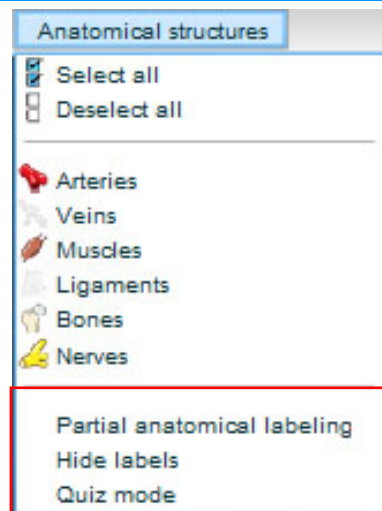 Anatomical structures
Select all
Deselect all
Arteries
Veins
Muscles
Ligaments
Bones
Nerves
Partial anatomical labeling
Hide labels
Quiz mode